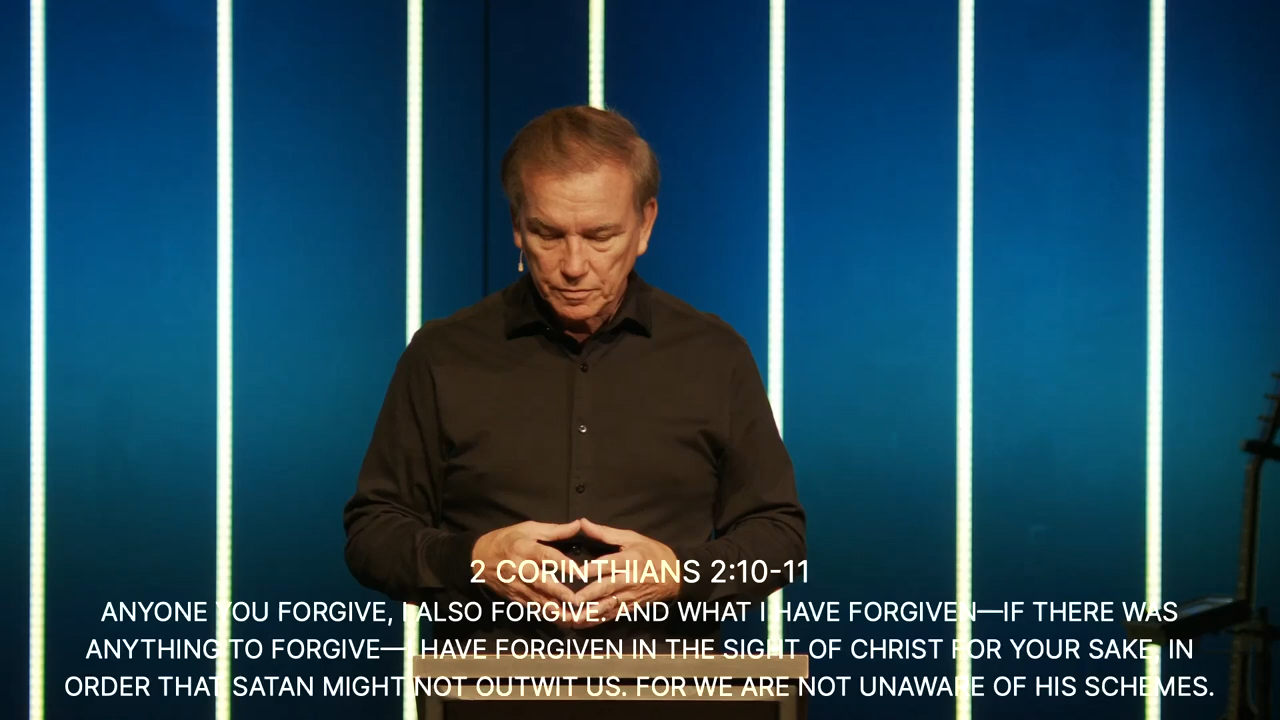 2 CORINTHIANS 2:10-11
ANYONE YOU FORGIVE, I ALSO FORGIVE. AND WHAT I HAVE FORGIVEN—IF THERE WAS
ANYTHING TO FORGIVE—I HAVE FORGIVEN IN THE SIGHT OF CHRIST FOR YOUR SAKE, IN
ORDER THAT SATAN MIGHT NOT OUTWIT US. FOR WE ARE NOT UNAWARE OF HIS SCHEMES.